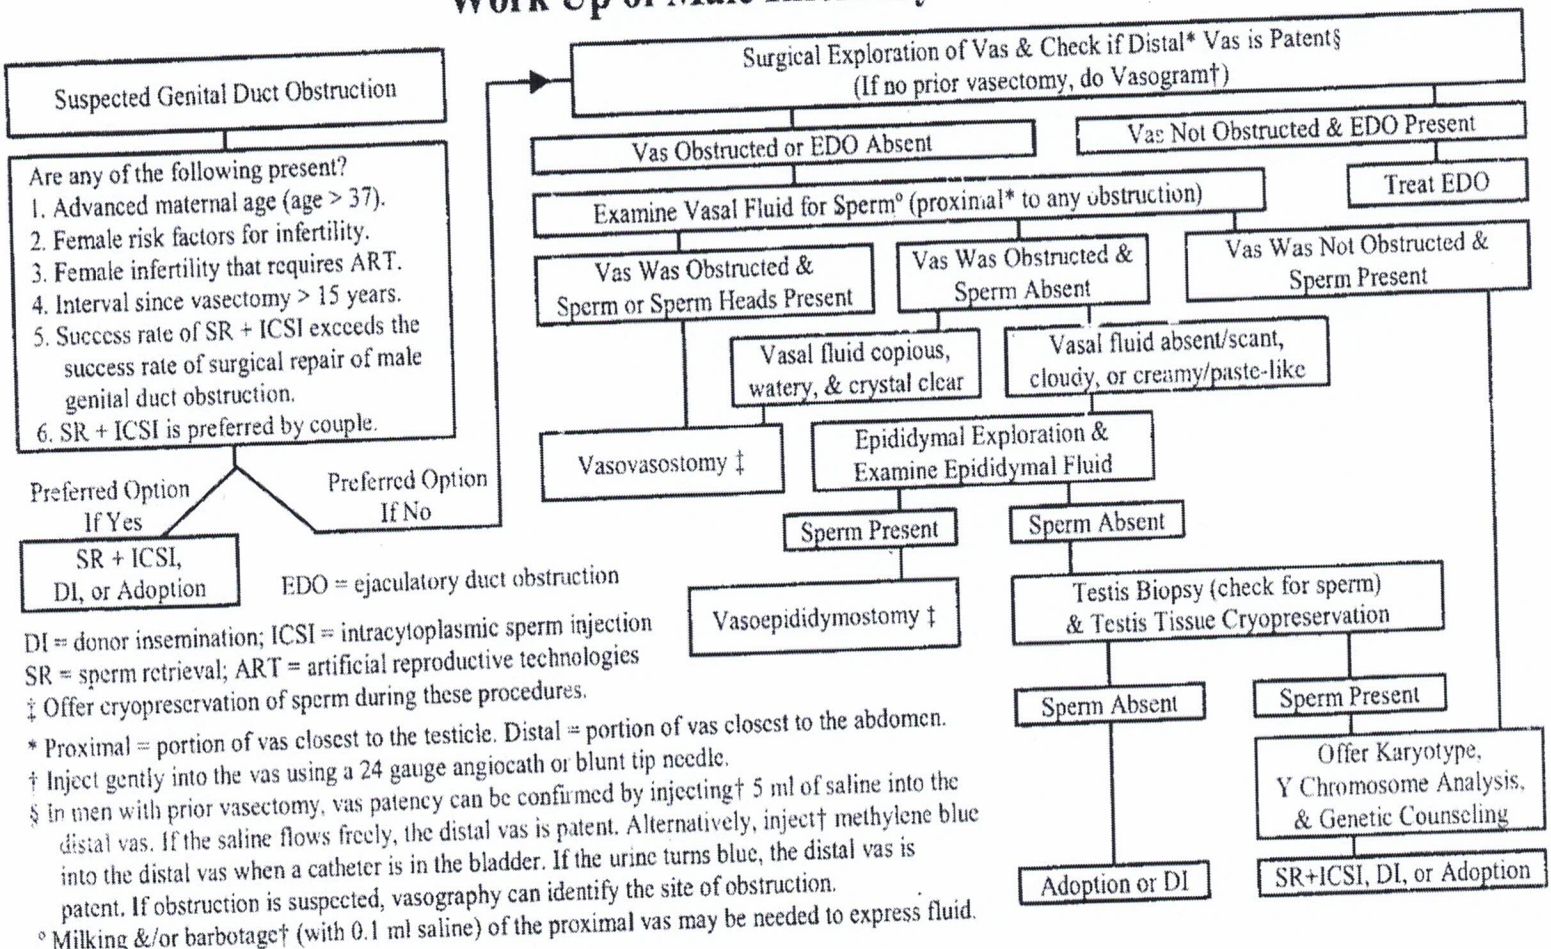 Suspected Genital Duct Obstruction
Are any of the following present?
1. Advanced maternal age (age > 37).
2. Female risk factors for infertility.
3. Female infertility that requires ART.
4. Interval since vasectomy > 15 years.
5. Success rate of SR + ICSI exceeds the
success rate of surgical repair of male
genital duct obstruction.
6. SR + ICSI is preferred by couple.
Preferred Option
If Yes
Preferred Option
If No
SR + ICSI,
DI, or Adoption
Surgical Exploration of Vas & Check if Distal* Vas is Patent§
(If no prior vasectomy, do Vasogram†)
Vas Obstructed or EDO Absent
Vas Not Obstructed & EDO Present
Treat EDO
Examine Vasal Fluid for Sperm° (proximal* to any obstruction)
Vas Was Obstructed &
Sperm or Sperm Heads Present
Vas Was Obstructed &
Sperm Absent
Vas Was Not Obstructed &
Sperm Present
Vasal fluid copious,
watery, & crystal clear
Vasal fluid absent/scant,
cloudy, or creamy/paste-like
Vasovasostomy ‡
Epididymal Exploration &
Examine Epididymal Fluid
Sperm Present
Sperm Absent
Vasoepididymostomy ‡
Testis Biopsy (check for sperm)
& Testis Tissue Cryopreservation
Sperm Absent
Sperm Present
Offer Karyotype,
Y Chromosome Analysis,
& Genetic Counseling
Adoption or DI
SR+ICSI, DI, or Adoption
EDO = ejaculatory duct obstruction
DI = donor insemination; ICSI = intracytoplasmic sperm injection
SR = sperm retrieval; ART = artificial reproductive technologies
‡ Offer cryopreservation of sperm during these procedures.
* Proximal = portion of vas closest to the testicle. Distal = portion of vas closest to the abdomen.
† Inject gently into the vas using a 24 gauge angiocath or blunt tip needle.
§ In men with prior vasectomy, vas patency can be confirmed by injecting† 5 ml of saline into the
distal vas. If the saline flows freely, the distal vas is patent. Alternatively, inject† methylene blue
into the distal vas when a catheter is in the bladder. If the urine turns blue, the distal vas is
patent. If obstruction is suspected, vasography can identify the site of obstruction.
° Milking &/or barbotage† (with 0.1 ml saline) of the proximal vas may be needed to express fluid.